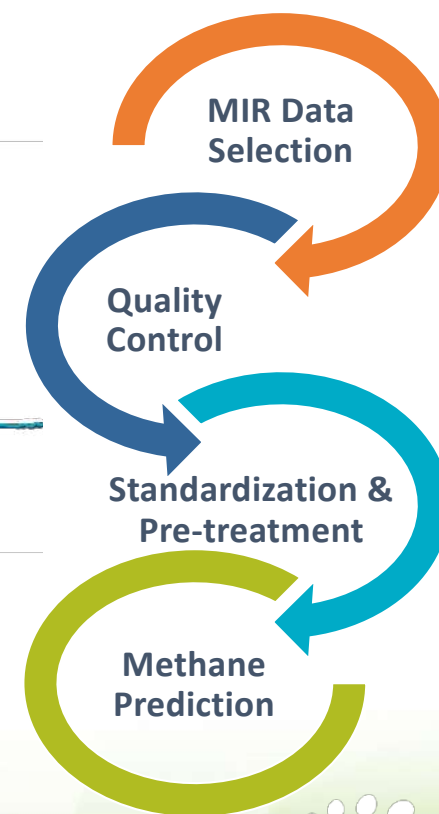 MIR Data
Selection
Quality
Control
Standardization &
Pre-treatment
Methane
Prediction